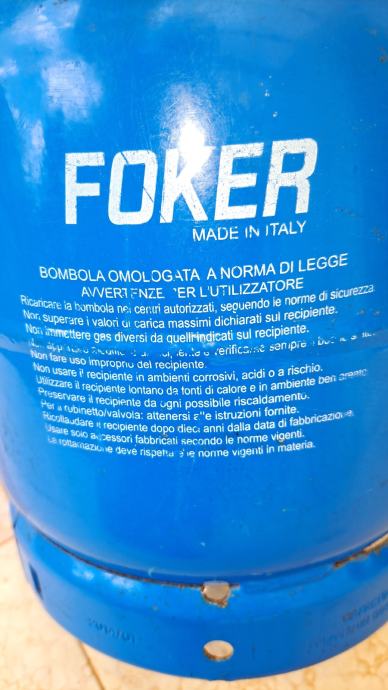 FOKER
MADE IN ITALY
BOMBOLA OMOLOGATA A NORMA DI LEGGE
AVVERTENZE PER L'UTILIZZATORE
Ricaricare la bombola nei centri autorizzati, seguendo le norme di sicurezza.
Non superare i valori di carica massimi dichiarati sul recipiente.
Non immettere gas diversi da quelli indicati sul recipiente.
verificarne sempre
Non fare uso improprio del recipiente.
Non usare il recipiente in ambienti corrosivi, acidi o a rischio.
Utilizzare il recipiente lontano da fonti di calore e in ambiente ben areato.
Preservare il recipiente da ogni possibile riscaldamento.
Per il rubinetto/valvola: attenersi alle istruzioni fornite.
Ricollaudare il recipiente dopo dieci anni dalla data di fabbricazione.
Usare solo accessori fabbricati secondo le norme vigenti.
La rottamazione deve rispettare le norme vigenti in materia.